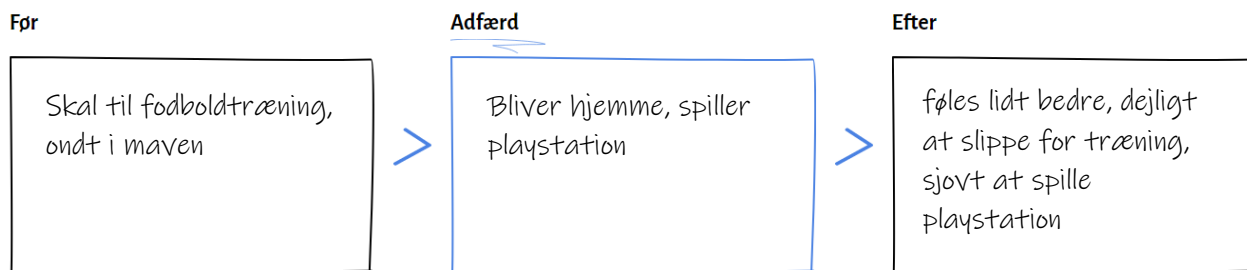 Før
Adfærd
Efter
Skal til fodboldtræning,
ondt i maven
Bliver hjemme, spiller
playstation
føles lidt bedre, dejligt
at slippe for træning,
sjovt at spille
playstation